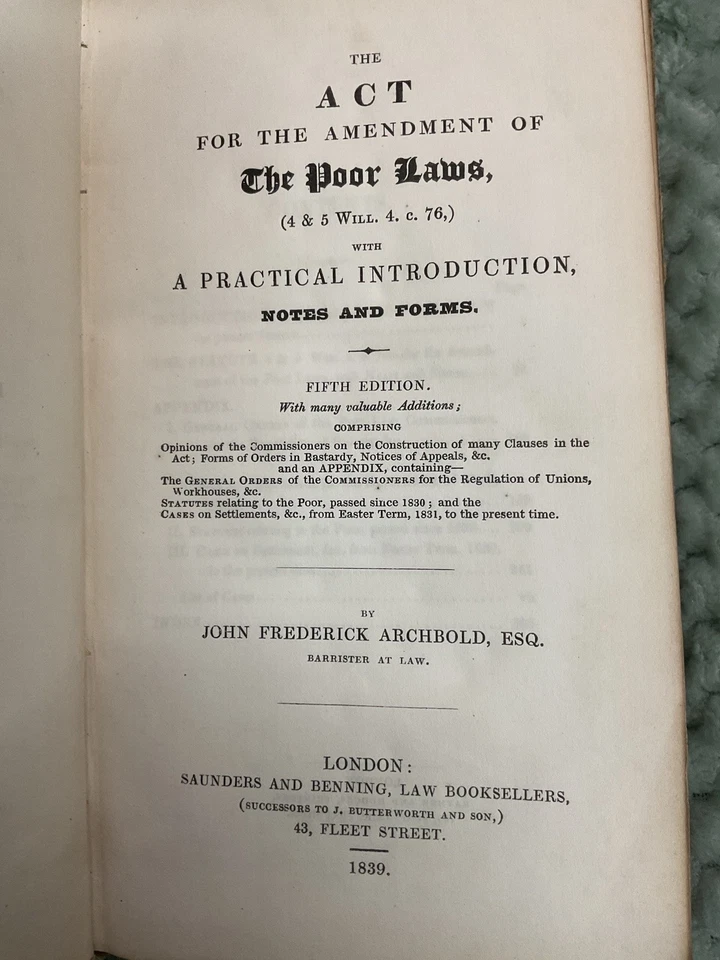 THE
ACT
FOR THE AMENDMENT OF
The Poor Laws,
(4 & 5 WILL. 4. c. 76,)
WITH
A PRACTICAL INTRODUCTION,
NOTES AND FORMS.
FIFTH EDITION.
With many valuable Additions;
COMPRISING
Opinions of the Commissioners on the Construction of many Clauses in the
Act; Forms of Orders in Bastardy, Notices of Appeals, &c.
and an APPENDIX, containing—
The GENERAL ORDERS of the COMMISSIONERS for the Regulation of Unions,
Workhouses, &c.
STATUTES relating to the Poor, passed since 1830; and the
CASES on Settlements, &c., from Easter Term, 1831, to the present time.
BY
JOHN FREDERICK ARCHBOLD, ESQ.
BARRISTER AT LAW.
LONDON:
SAUNDERS AND BENNING, LAW BOOKSELLERS,
(SUCCESSORS TO J. BUTTERWORTH AND SON,)
43, FLEET STREET.
1839.